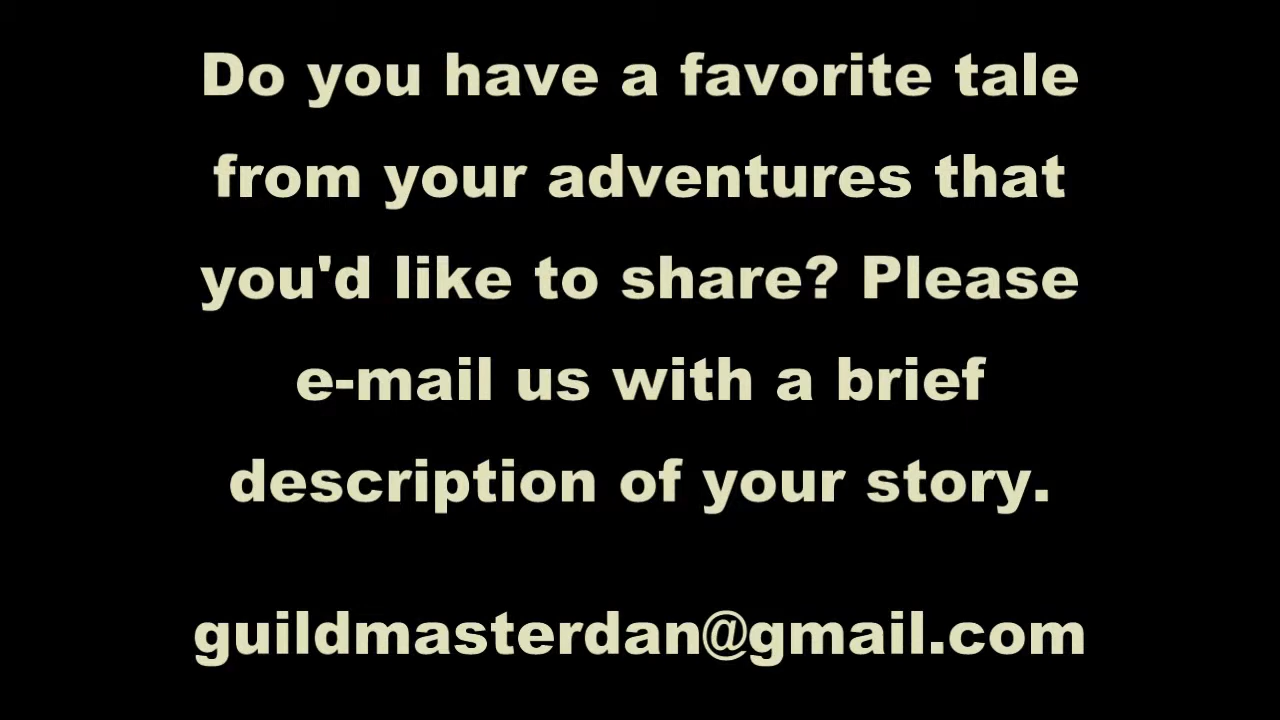 Do you have a favorite tale
from your adventures that
you'd like to share? Please
e-mail us with a brief
description of your story.
guildmasterdan@gmail.com